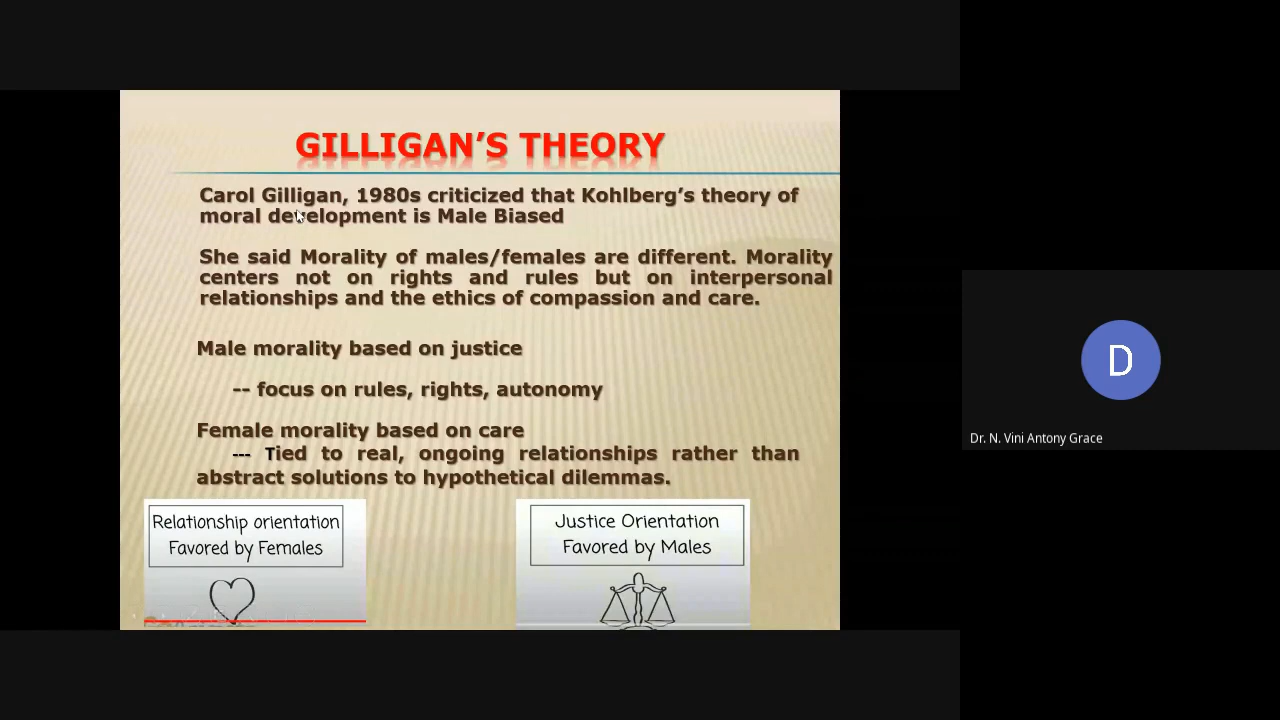 GILLIGAN'S THEORY
Carol Gilligan, 1980s criticized that Kohlberg's theory of
moral development is Male Biased
She said Morality of males/females are different. Morality
centers not on rights and rules but on interpersonal
relationships and the ethics of compassion and care.
Male morality based on justice
-- focus on rules, rights, autonomy
Female morality based on care
--- Tied to real, ongoing relationships rather than
abstract solutions to hypothetical dilemmas.
Relationship orientation
Favored by Females
Justice Orientation
Favored by Males
D
Dr. N. Vini Antony Grace